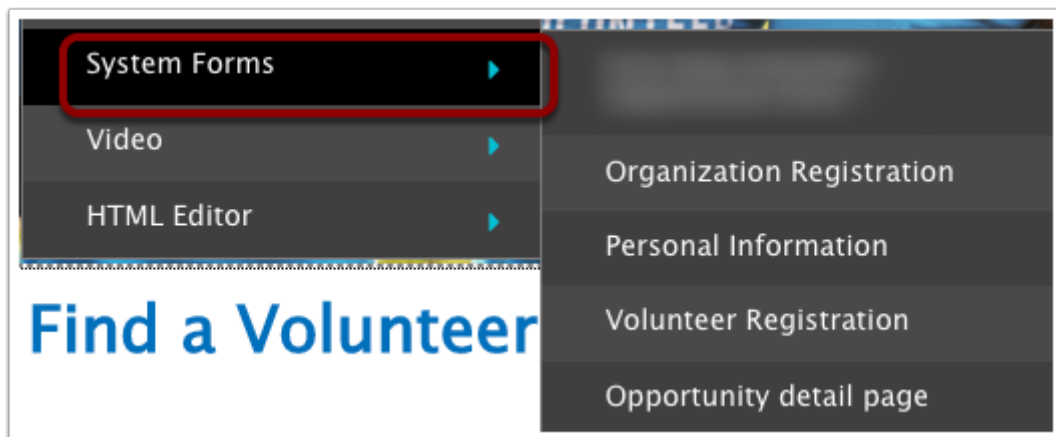 System Forms
Video
HTML Editor
Organization Registration
Personal Information
Volunteer Registration
Opportunity detail page
Find a Volunteer